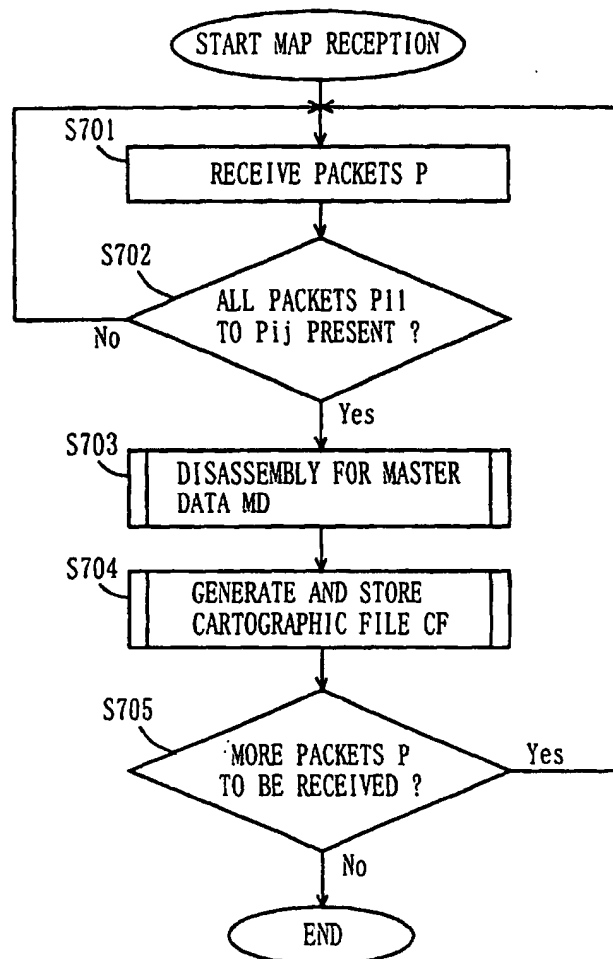 START MAP RECEPTION
S701
RECEIVE PACKETS P
S702
ALL PACKETS P11
TO Pij PRESENT ?
No
Yes
S703
DISASSEMBLY FOR MASTER
DATA MD
S704
GENERATE AND STORE
CARTOGRAPHIC FILE CF
S705
MORE PACKETS P
TO BE RECEIVED ?
Yes
No
END